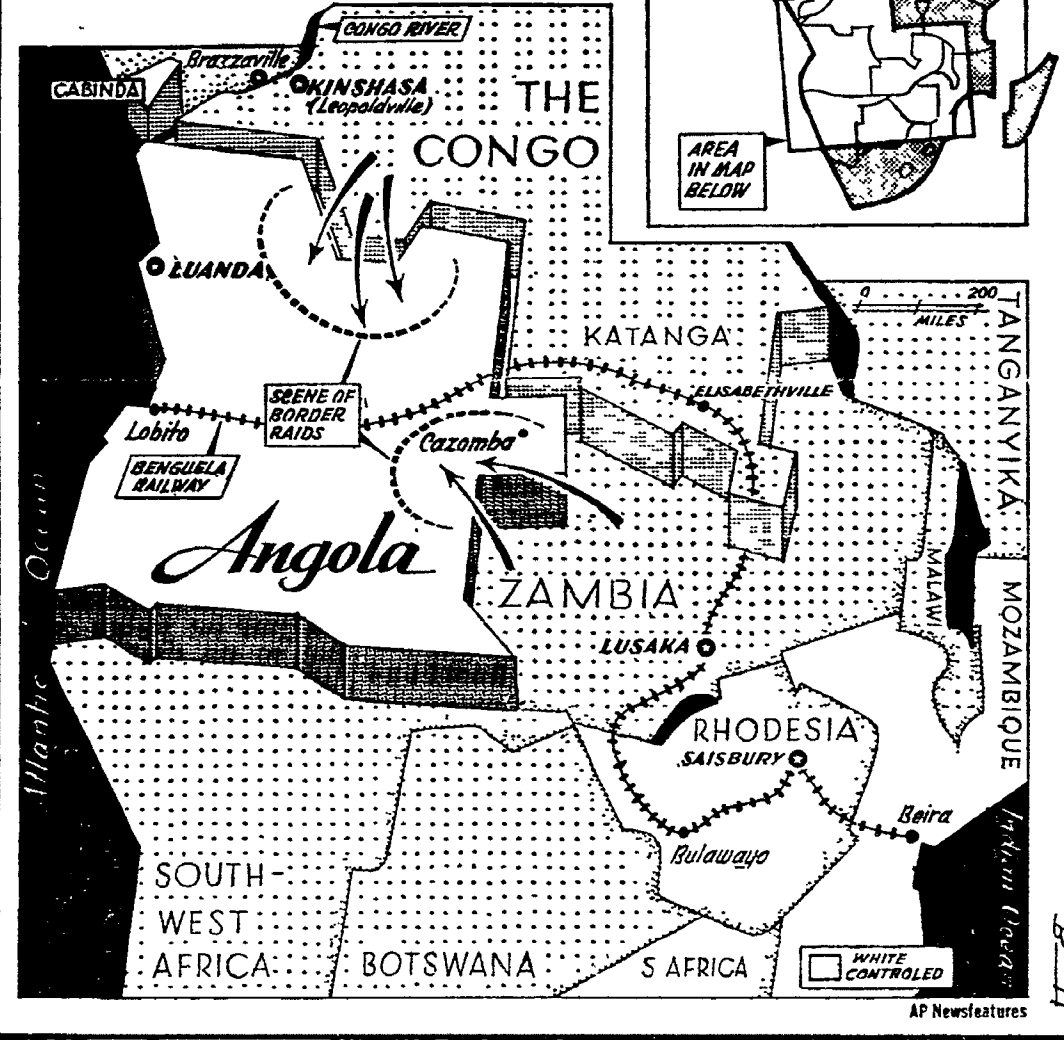 CONGO RIVER
Brazzaville
CABINDA
KINSHASA
(Leopoldville)
THE
CONGO
AREA
IN MAP
BELOW
LUANDA
0 200
MILES
KATANGA
TANGANYIKA
SCENE OF
BORDER
RAIDS
ELISABETHVILLE
Lobito
Cazomba
BENGUELA
RAILWAY
Angola
ZAMBIA
MALAWI
MOZAMBIQUE
LUSAKA
Atlantic Ocean
RHODESIA
SAISBURY
Beira
Bulawayo
Indian Ocean
SOUTH-
WEST
AFRICA
BOTSWANA
S AFRICA
WHITE
CONTROLED
AP Newsfeatures